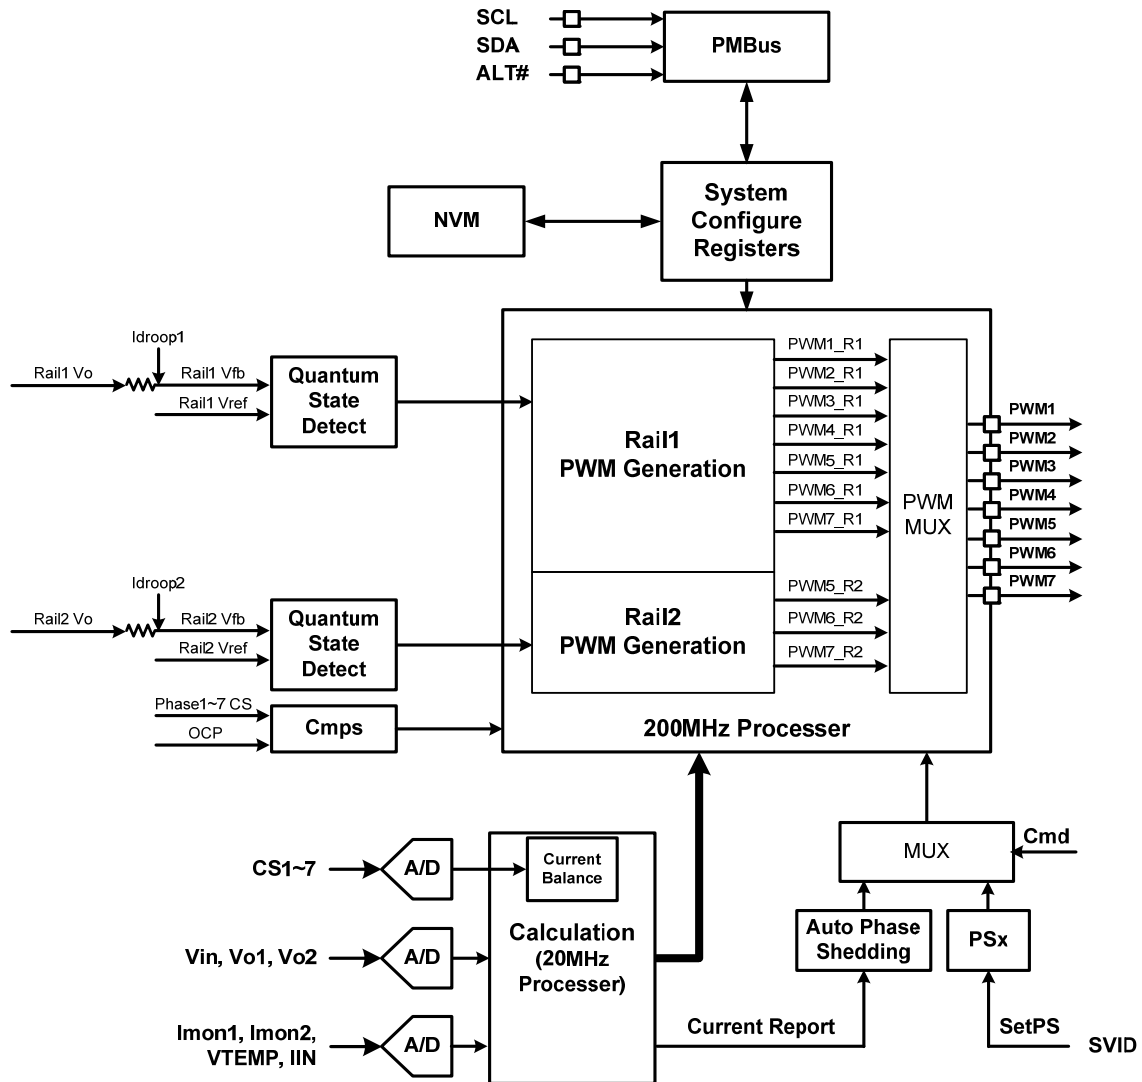 SCL
SDA
ALT#
PMBus
NVM
System
Configure
Registers
Idroop1
Rail1 Vo
Rail1 Vfb
Rail1 Vref
Quantum
State
Detect
Rail1
PWM Generation
PWM1_R1
PWM2_R1
PWM3_R1
PWM4_R1
PWM5_R1
PWM6_R1
PWM7_R1
PWM
MUX
PWM1
PWM2
PWM3
PWM4
PWM5
PWM6
PWM7
Idroop2
Rail2 Vo
Rail2 Vfb
Rail2 Vref
Quantum
State
Detect
Rail2
PWM Generation
PWM5_R2
PWM6_R2
PWM7_R2
Phase1~7 CS
OCP
Cmps
200MHz Processer
CS1~7
A/D
Current
Balance
Vin, Vo1, Vo2
A/D
Calculation
(20MHz
Processer)
Imon1, Imon2,
VTEMP, IIN
A/D
MUX
Cmd
Auto Phase
Shedding
PSx
Current Report
SetPS
SVID